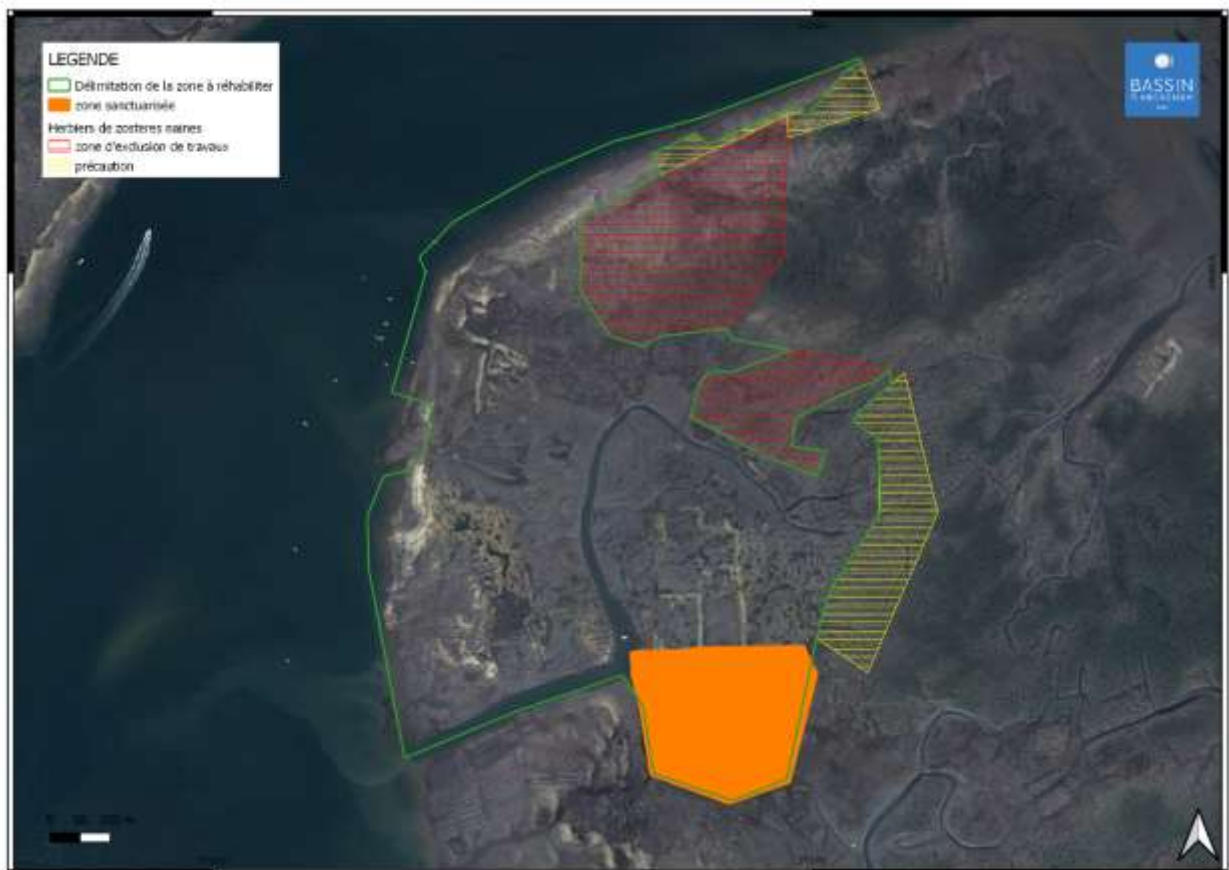 LEGENDE
Délimitation de la zone à réhabiliter
zone sanctuarisée
Herbiers de zosteres naines
zone d'exclusion de travaux
précaution
BASSIN